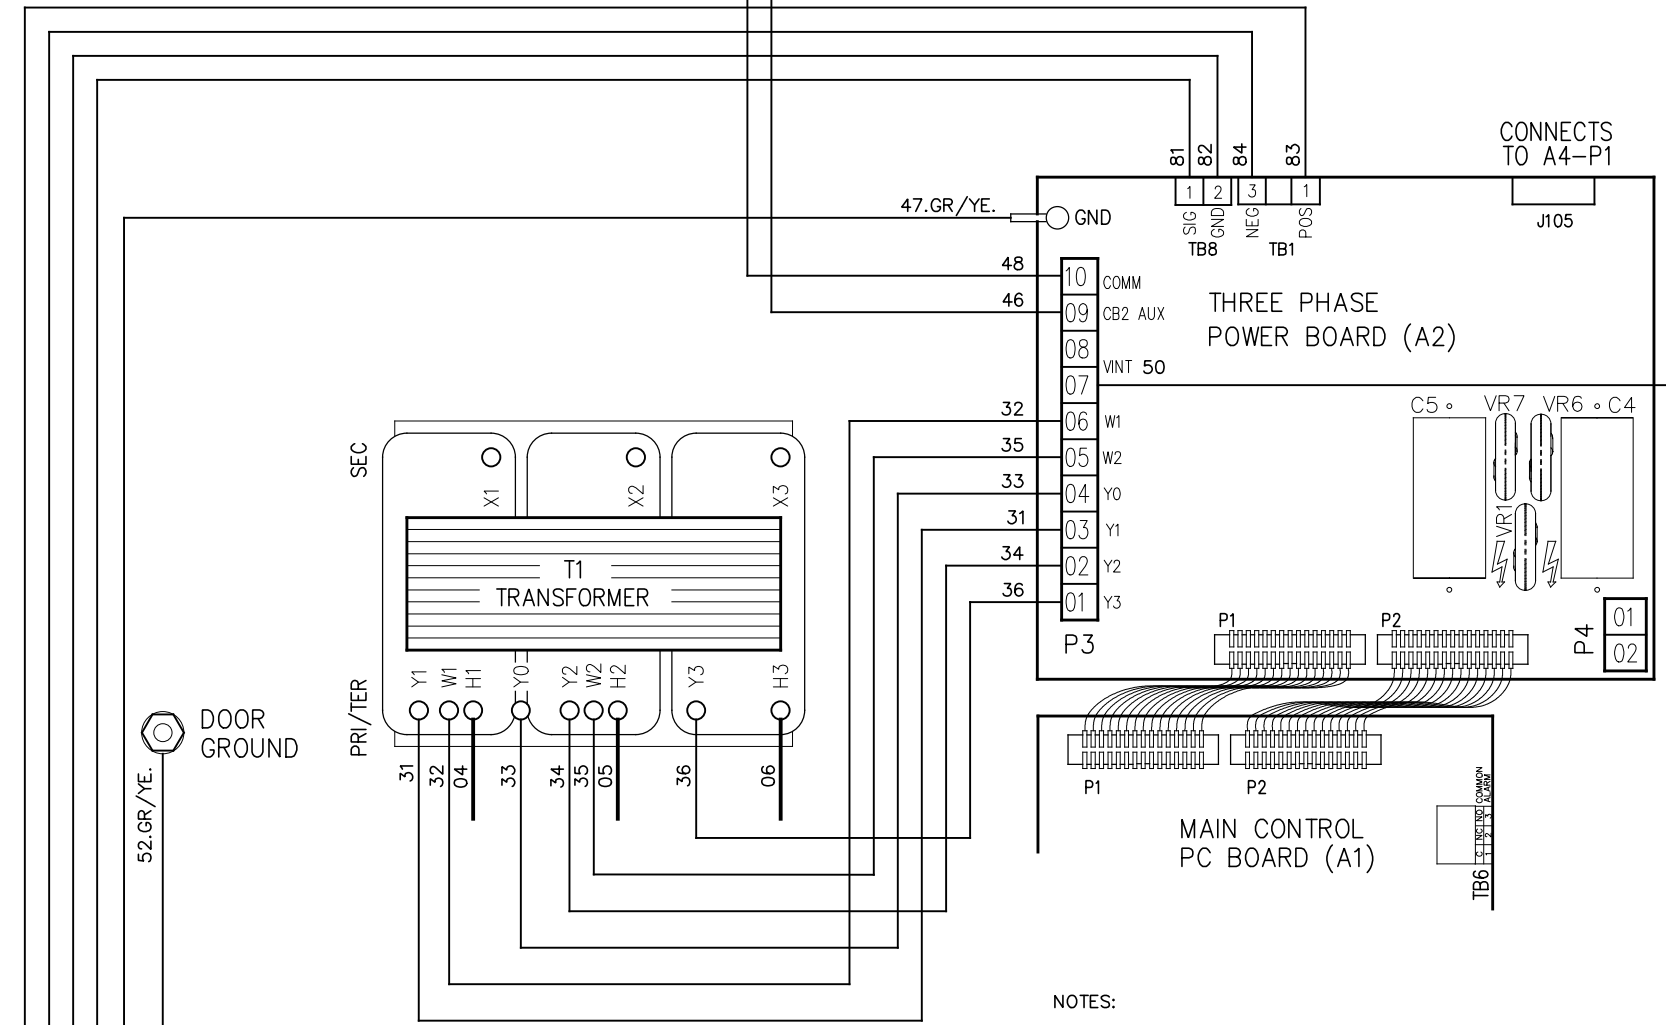 CONNECTS
TO A4-P1
81
82
84
83
1
2
3
1
SIG
GND
NEG
POS
TB8
TB1
J105
47.GR/YE.
GND
48
10
COMM
46
09
CB2 AUX
08
VINT 50
07
32
06
W1
35
05
W2
33
04
Y0
31
03
Y1
34
02
Y2
36
01
Y3
P3
THREE PHASE
POWER BOARD (A2)
C5
VR7
VR6
C4
VR1
P1
P2
P4
01
02
SEC
X1
X2
X3
T1
TRANSFORMER
PRI/TER
Y1
W1
H1
Y0
Y2
W2
H2
Y3
H3
31
32
04
33
34
35
05
36
06
DOOR
GROUND
52.GR/YE.
P1
P2
MAIN CONTROL
PC BOARD (A1)
C NC NO COMMON
1 2 3 ALARM
TB6
NOTES: